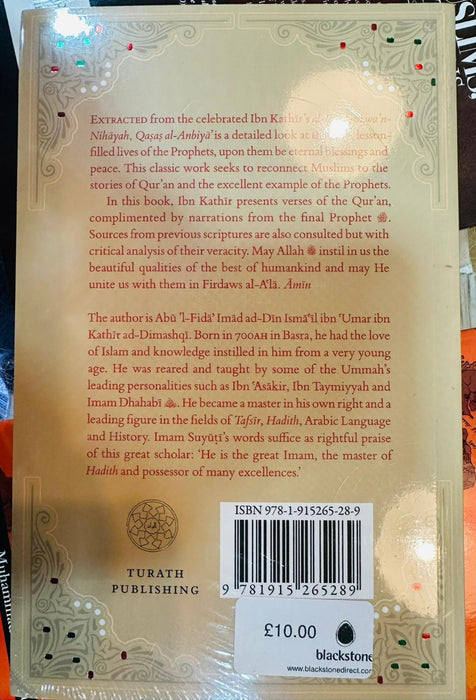 EXTRACTED from the celebrated Ibn Kathīr's wa'n-
Nihāyah, Qaṣaṣ al-Anbiyā' is a detailed look at lesson-
filled lives of the Prophets, upon them be eternal blessings and
peace. This classic work seeks to reconnect Muslims to the
stories of Qur'an and the excellent example of the Prophets.
In this book, Ibn Kathīr presents verses of the Qur'an,
complimented by narrations from the final Prophet ﷺ.
Sources from previous scriptures are also consulted but with
critical analysis of their veracity. May Allah instil in us the
beautiful qualities of the best of humankind and may He
unite us with them in Firdaws al-A'lā. Āmīn
The author is Abū 'l-Fidā' Imād ad-Dīn Ismā'īl ibn 'Umar ibn
Kathīr ad-Dimashqī. Born in 700AH in Basra, he had the love
of Islam and knowledge instilled in him from a very young
age. He was reared and taught by some of the Ummah's
leading personalities such as Ibn 'Asākir, Ibn Taymiyyah and
Imam Dhahabī. He became a master in his own right and a
leading figure in the fields of Tafsīr, Hadith, Arabic Language
and History. Imam Suyūṭī's words suffice as rightful praise
of this great scholar: 'He is the great Imam, the master of
Hadith and possessor of many excellences.'
TURATH
PUBLISHING
ISBN 978-1-915265-28-9
9 781915 265289
£10.00
blackstone
www.blackstonedirect.com